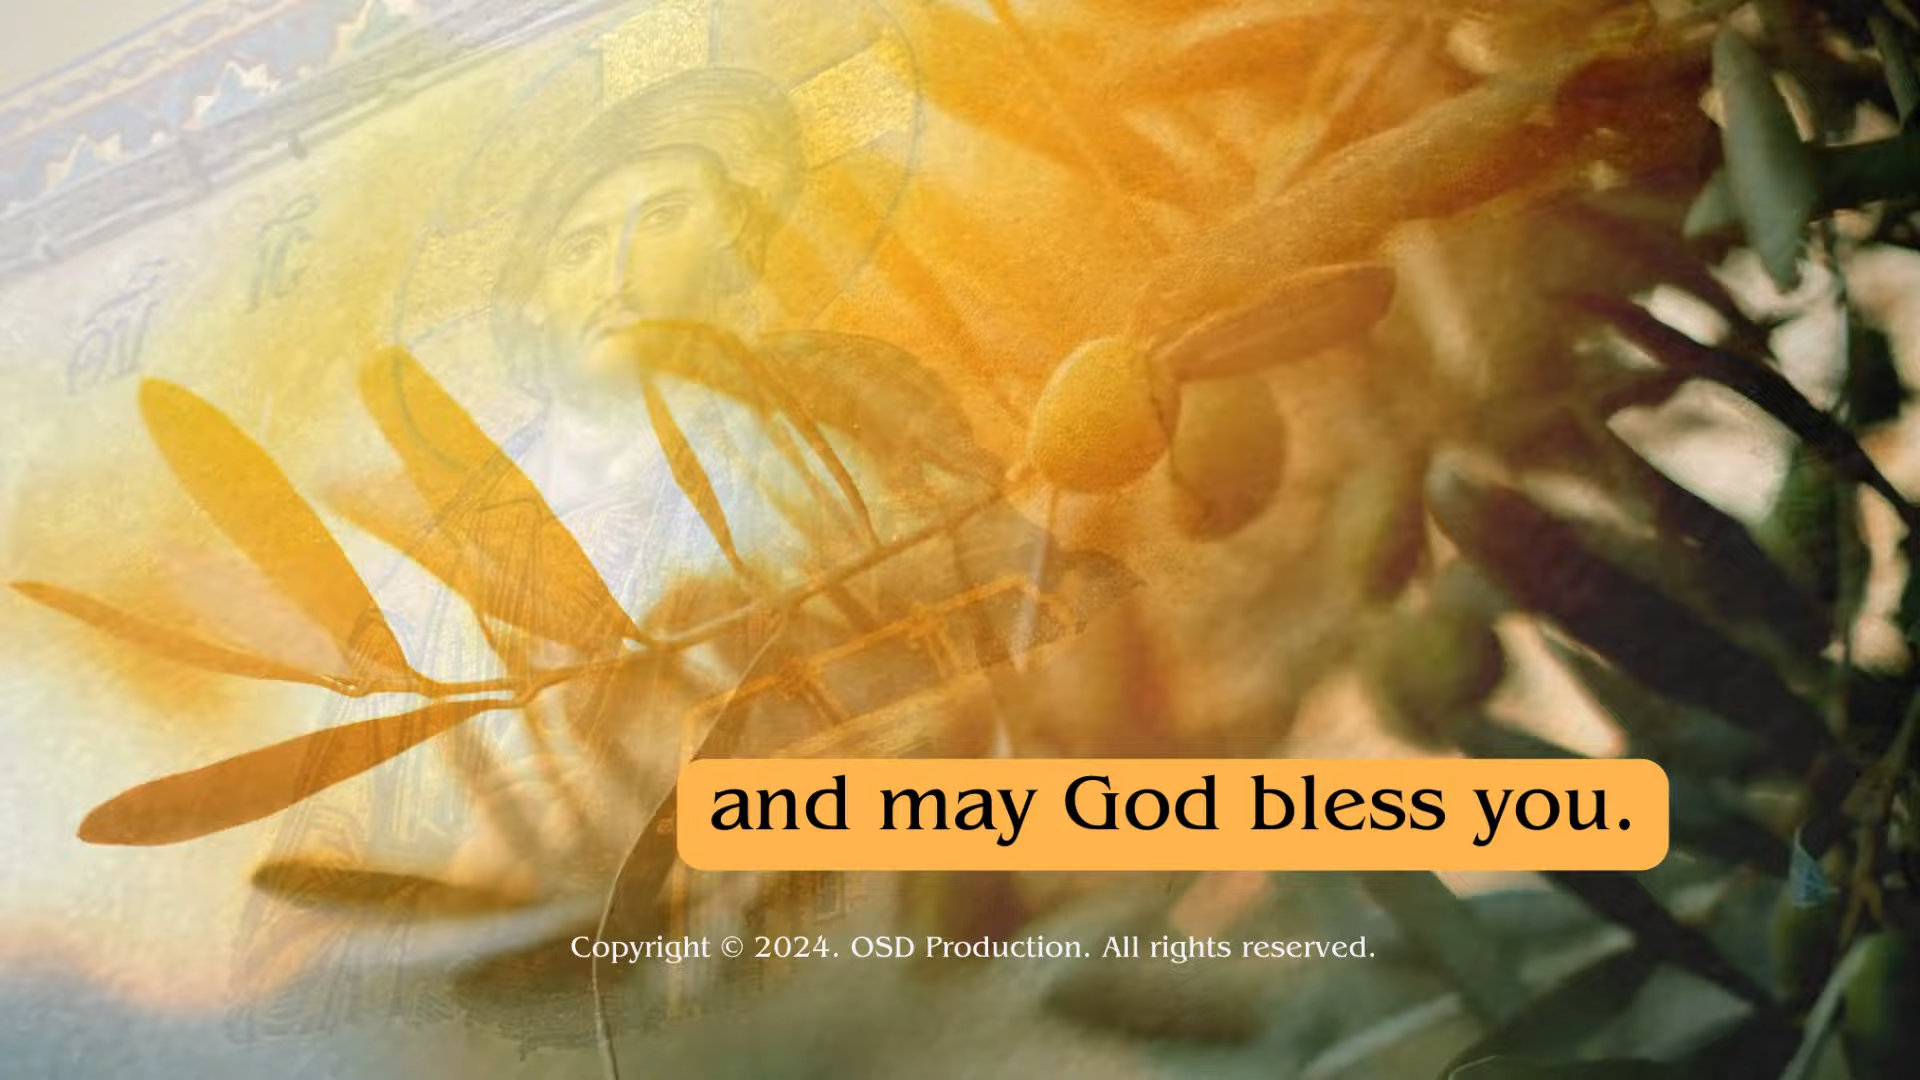 and may God bless you.
Copyright © 2024. OSD Production. All rights reserved.